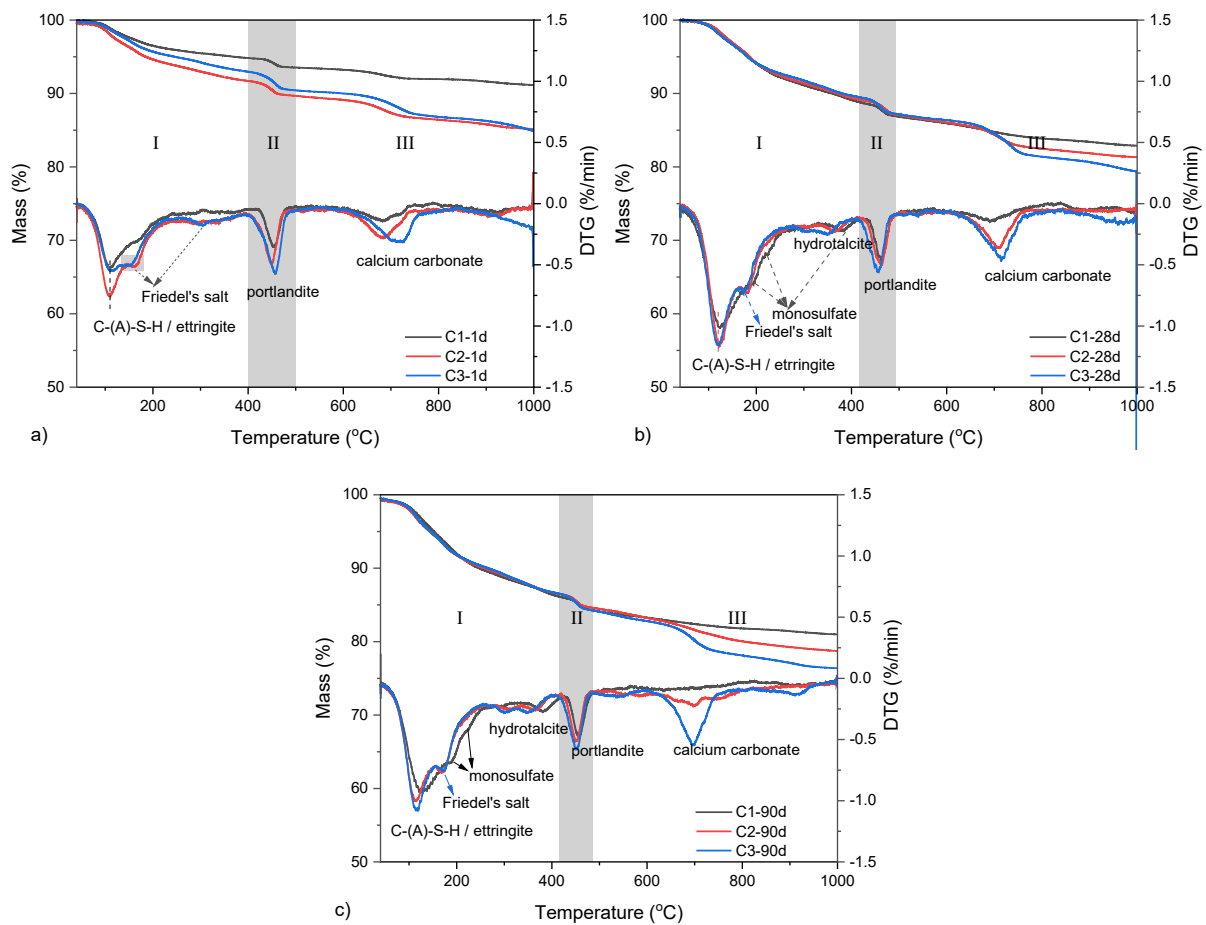 100
90
80
70
60
50
Mass (%)
1.5
1.0
0.5
0.0
-0.5
-1.0
-1.5
DTG (%/min)
I
II
III
calcium carbonate
Friedel's salt
portlandite
C-(A)-S-H / ettringite
C1-1d
C2-1d
C3-1d
200
400
600
800
1000
Temperature (°C)
a)
100
90
80
70
60
50
Mass (%)
1.5
1.0
0.5
0.0
-0.5
-1.0
-1.5
DTG (%/min)
I
II
III
hydrotalcite
calcium carbonate
portlandite
monosulfate
Friedel's salt
C-(A)-S-H / etrringite
C1-28d
C2-28d
C3-28d
200
400
600
800
1000
Temperature (°C)
b)
100
90
80
70
60
50
Mass (%)
1.5
1.0
0.5
0.0
-0.5
-1.0
-1.5
DTG (%/min)
I
II
III
hydrotalcite
portlandite
calcium carbonate
monosulfate
Friedel's salt
C-(A)-S-H / ettringite
C1-90d
C2-90d
C3-90d
200
400
600
800
1000
Temperature (°C)
c)